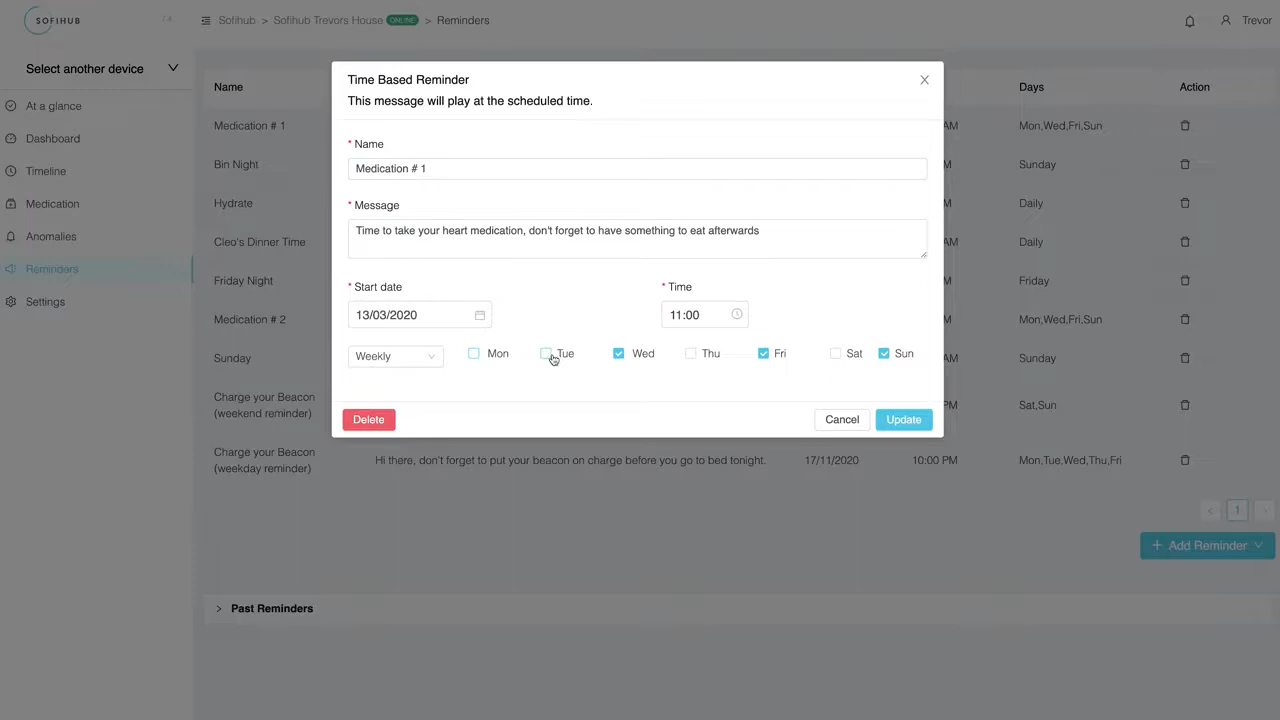 SOFIHUB
Sofihub > Sofihub Trevors House ONLINE > Reminders
Trevor
Select another device
At a glance
Dashboard
Timeline
Medication
Anomalies
Reminders
Settings
Name
Days
Action
Medication # 1
AM
Mon,Wed,Fri,Sun
Bin Night
M
Sunday
Hydrate
M
Daily
Cleo's Dinner Time
AM
Daily
Friday Night
M
Friday
Medication # 2
M
Mon,Wed,Fri,Sun
Sunday
M
Sunday
Charge your Beacon
(weekend reminder)
PM
Sat,Sun
Charge your Beacon
(weekday reminder)
Hi there, don't forget to put your beacon on charge before you go to bed tonight.
17/11/2020
10:00 PM
Mon,Tue,Wed,Thu,Fri
1
+ Add Reminder
Past Reminders
Time Based Reminder
This message will play at the scheduled time.
* Name
Medication # 1
* Message
Time to take your heart medication, don't forget to have something to eat afterwards
* Start date
* Time
13/03/2020
11:00
Weekly
Mon
Tue
Wed
Thu
Fri
Sat
Sun
Delete
Cancel
Update